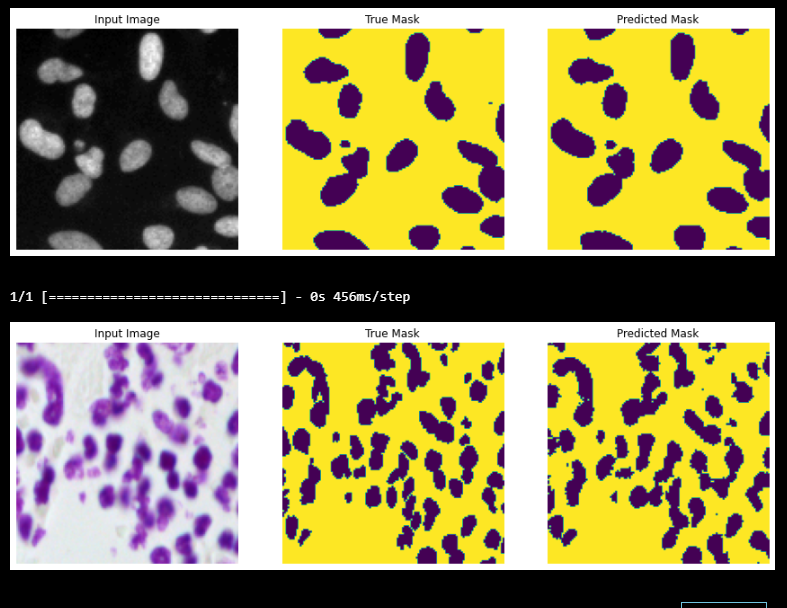 Input Image True Mask Predicted Mask
1/1 [==============================] - 0s 456ms/step
Input Image True Mask Predicted Mask